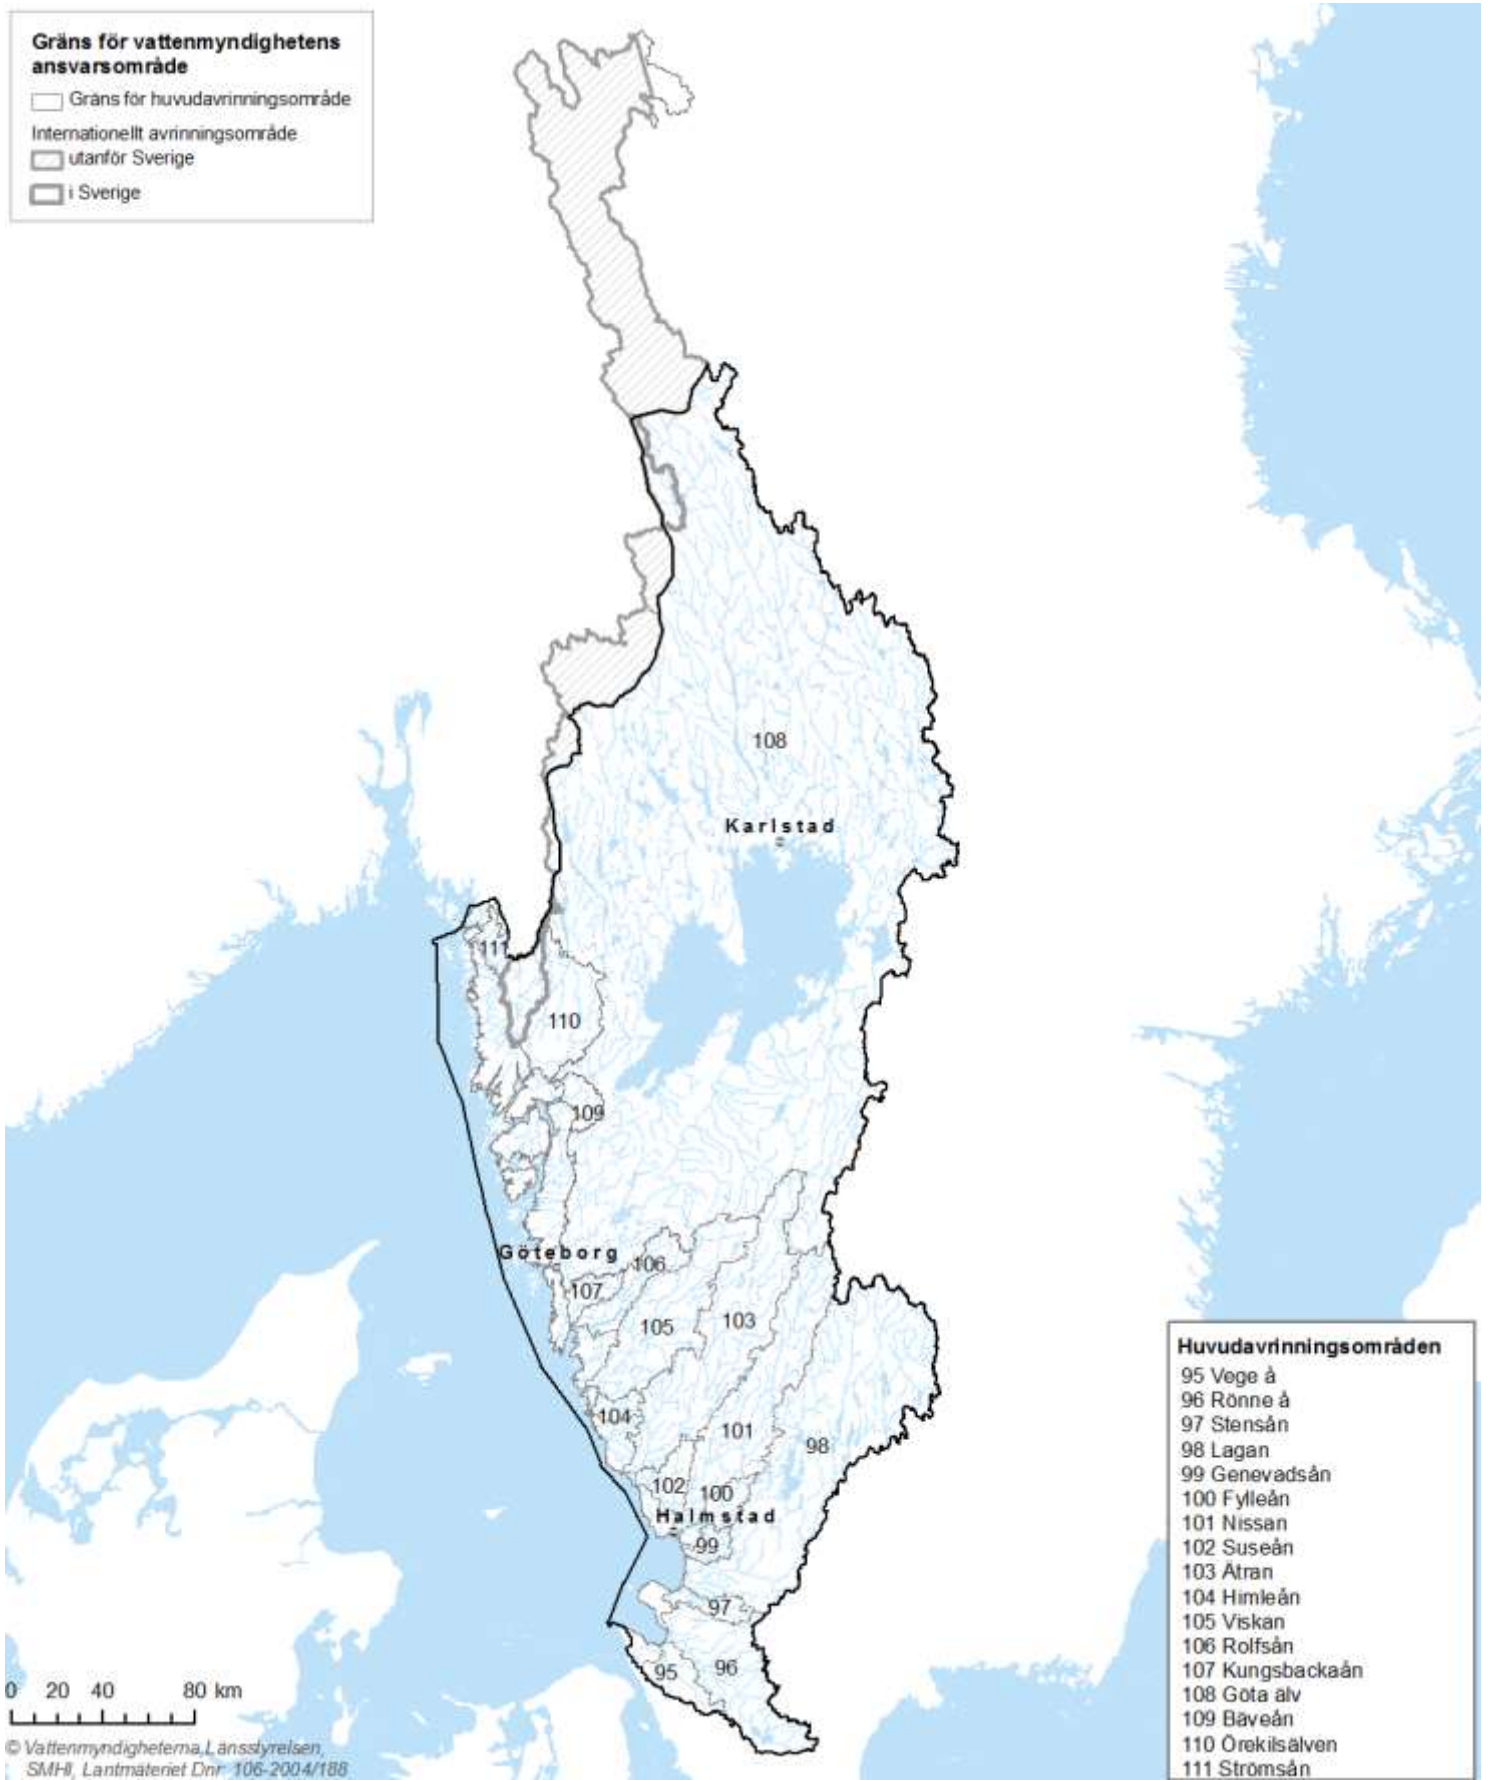 Gräns för vattenmyndighetens
ansvarsområde
Gräns för huvudavrinningsområde
Internationellt avrinningsområde
utanför Sverige
i Sverige
108
Karlstad
111
110
109
Göteborg
106
107
103
105
104
101
98
102
100
Halmstad
99
97
96
95
Huvudavrinningsområden
95 Vege å
96 Rönne å
97 Stensån
98 Lagan
99 Genevadsån
100 Fylleån
101 Nissan
102 Suseån
103 Ätran
104 Himleån
105 Viskan
106 Rolfsån
107 Kungsbackaån
108 Göta älv
109 Bäveån
110 Örekilsälven
111 Strömsån
0 20 40 80 km
© Vattenmyndigheterna, Länsstyrelsen,
SMHI, Lantmäteriet Dnr: 106-2004/188